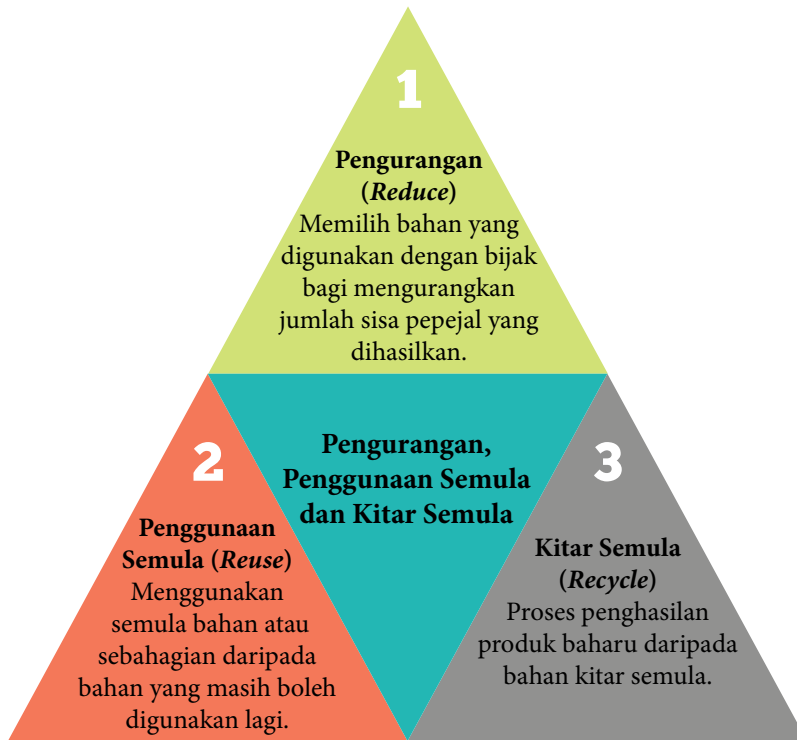 1
Pengurangan
(Reduce)
Memilih bahan yang
digunakan dengan bijak
bagi mengurangkan
jumlah sisa pepejal yang
dihasilkan.
Pengurangan,
Penggunaan Semula
dan Kitar Semula
2
Penggunaan
Semula (Reuse)
Menggunakan
semula bahan atau
sebahagian daripada
bahan yang masih boleh
digunakan lagi.
3
Kitar Semula
(Recycle)
Proses penghasilan
produk baharu daripada
bahan kitar semula.